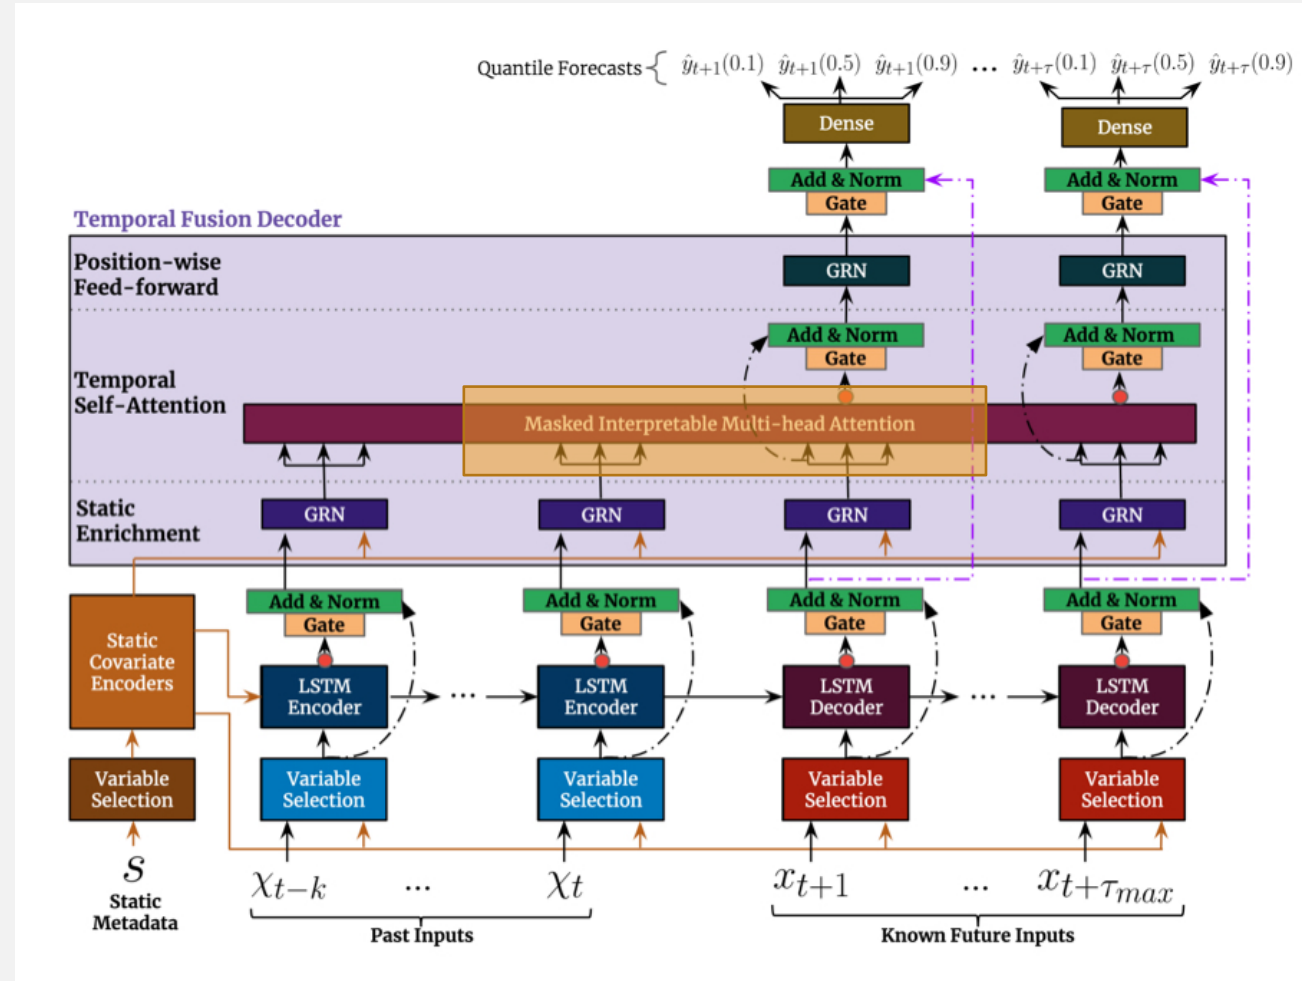 Quantile Forecasts { ŷt+1(0.1) ŷt+1(0.5) ŷt+1(0.9) ... ŷt+τ(0.1) ŷt+τ(0.5) ŷt+τ(0.9)
Dense Dense
Add & Norm Add & Norm
Gate Gate
Temporal Fusion Decoder
Position-wise
Feed-forward
GRN GRN
Add & Norm Add & Norm
Gate Gate
Temporal
Self-Attention
Masked Interpretable Multi-head Attention
Static
Enrichment
GRN GRN GRN GRN
Add & Norm Add & Norm Add & Norm Add & Norm
Gate Gate Gate Gate
Static
Covariate
Encoders
LSTM
Encoder
...
LSTM
Encoder
LSTM
Decoder
...
LSTM
Decoder
Variable
Selection
Variable
Selection
Variable
Selection
Variable
Selection
Variable
Selection
s χt−k ... χt xt+1 ... xt+τmax
Static
Metadata
Past Inputs
Known Future Inputs